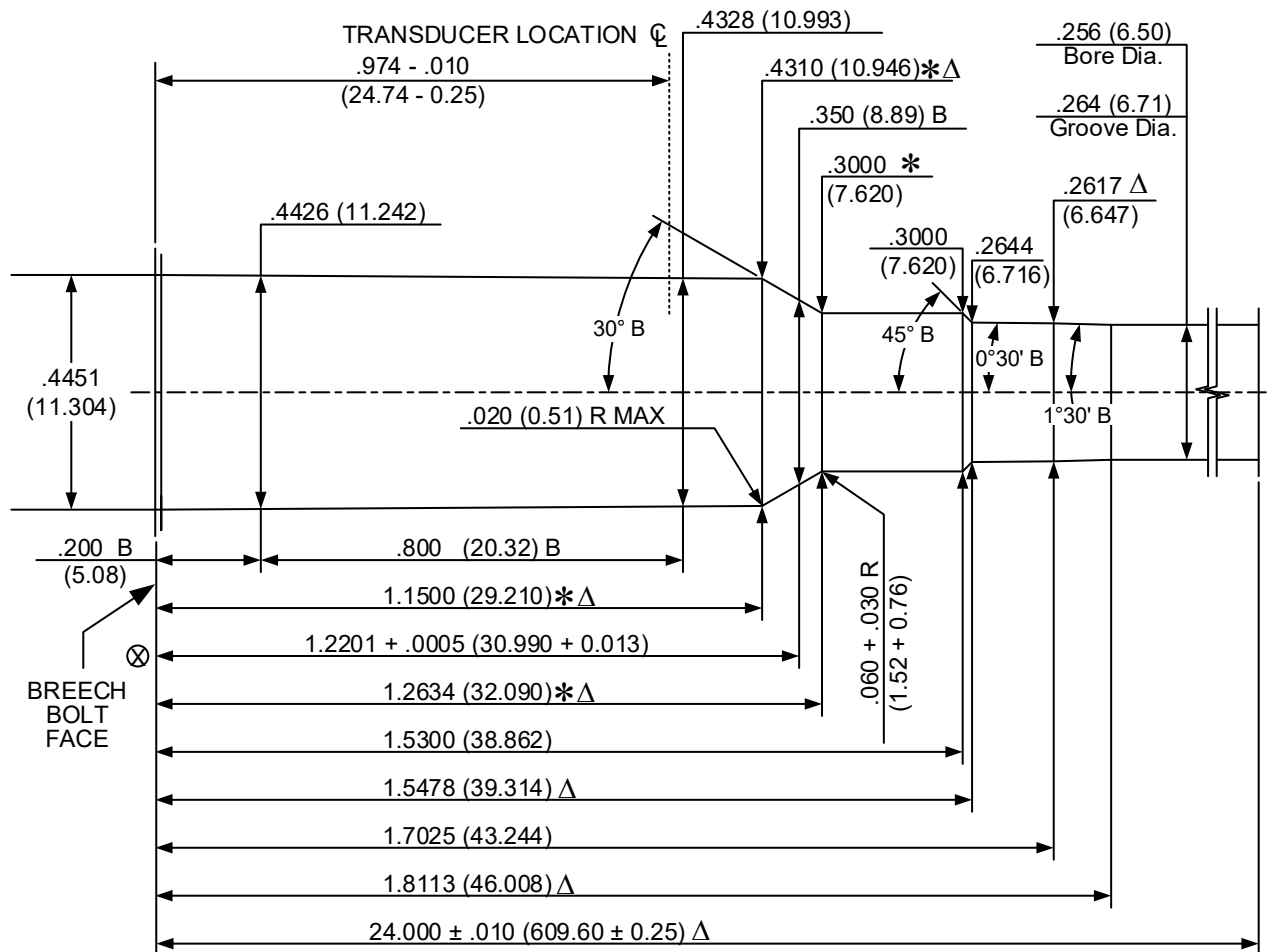 TRANSDUCER LOCATION ℄
.974 - .010
(24.74 - 0.25)
.4328 (10.993)
.4310 (10.946)✻Δ
.350 (8.89) B
.3000 ✻
(7.620)
.256 (6.50)
Bore Dia.
.264 (6.71)
Groove Dia.
.2617 Δ
(6.647)
.4426 (11.242)
.3000
(7.620)
.2644
(6.716)
30° B
45° B
0°30' B
1°30' B
.4451
(11.304)
.020 (0.51) R MAX
.200 B
(5.08)
.800 (20.32) B
1.1500 (29.210)✻Δ
⊗
1.2201 + .0005 (30.990 + 0.013)
.060 + .030 R
(1.52 + 0.76)
BREECH
BOLT
FACE
1.2634 (32.090)✻Δ
1.5300 (38.862)
1.5478 (39.314) Δ
1.7025 (43.244)
1.8113 (46.008) Δ
24.000 ± .010 (609.60 ± 0.25) Δ